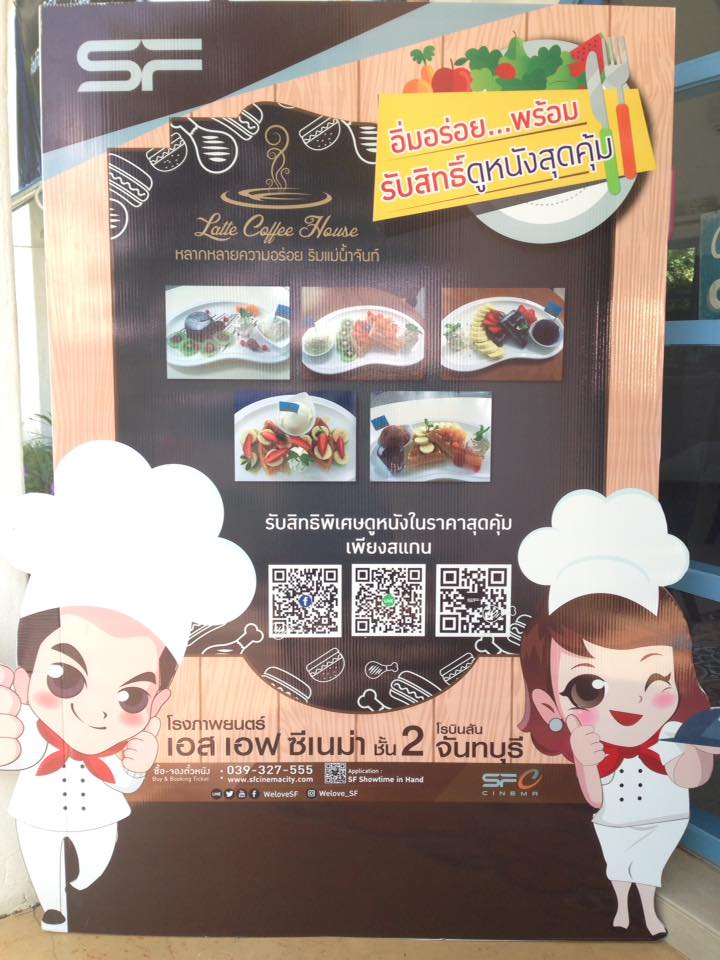 SF
อิ่มอร่อย...พร้อม
รับสิทธิ์ดูหนังสุดคุ้ม
Latte Coffee House
หลากหลายความอร่อย ริมแม่น้ำจันท์
รับสิทธิพิเศษดูหนังในราคาสุดคุ้ม
เพียงสแกน
โรงภาพยนตร์
เอส เอฟ ซีเนม่า ชั้น 2 โรบินสัน จันทบุรี
ซื้อ-จองตั๋วหนัง : 039-327-555
Buy & Booking Ticket : www.sfcinemacity.com
Application :
SF Showtime in Hand
WeloveSF Welove_SF
SFC
CINEMA